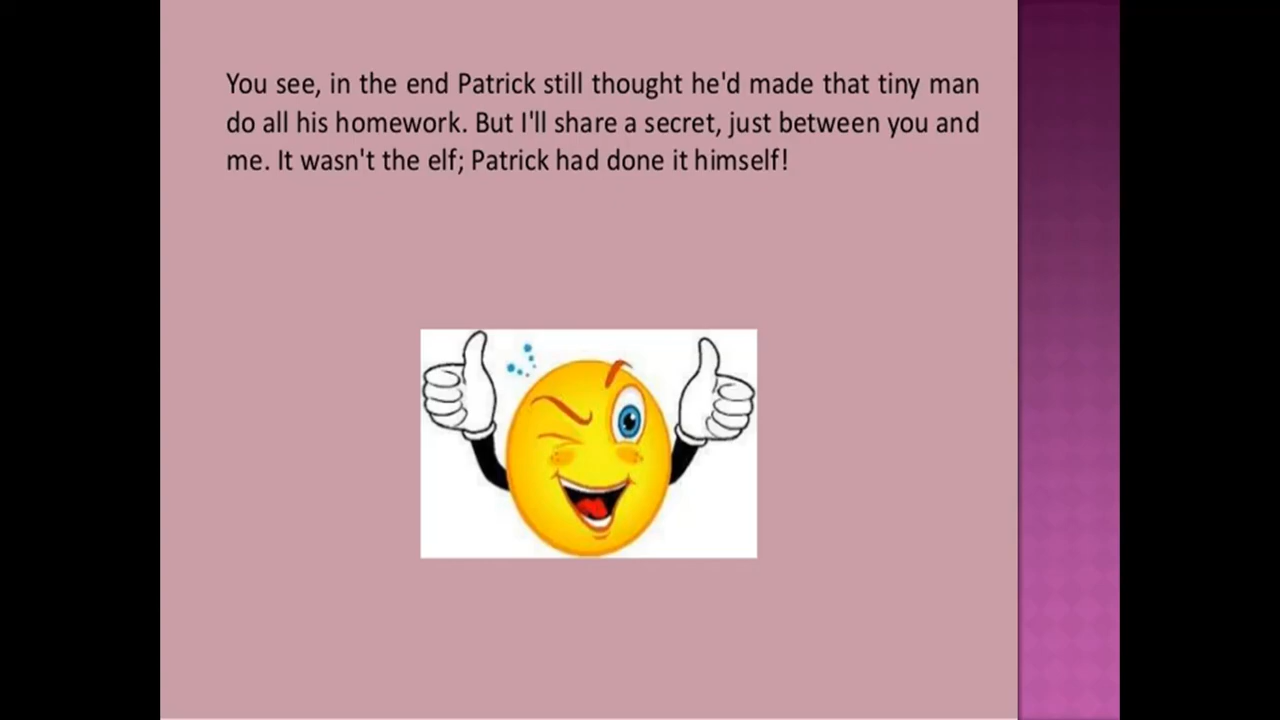 You see, in the end Patrick still thought he'd made that tiny man
do all his homework. But I'll share a secret, just between you and
me. It wasn't the elf; Patrick had done it himself!